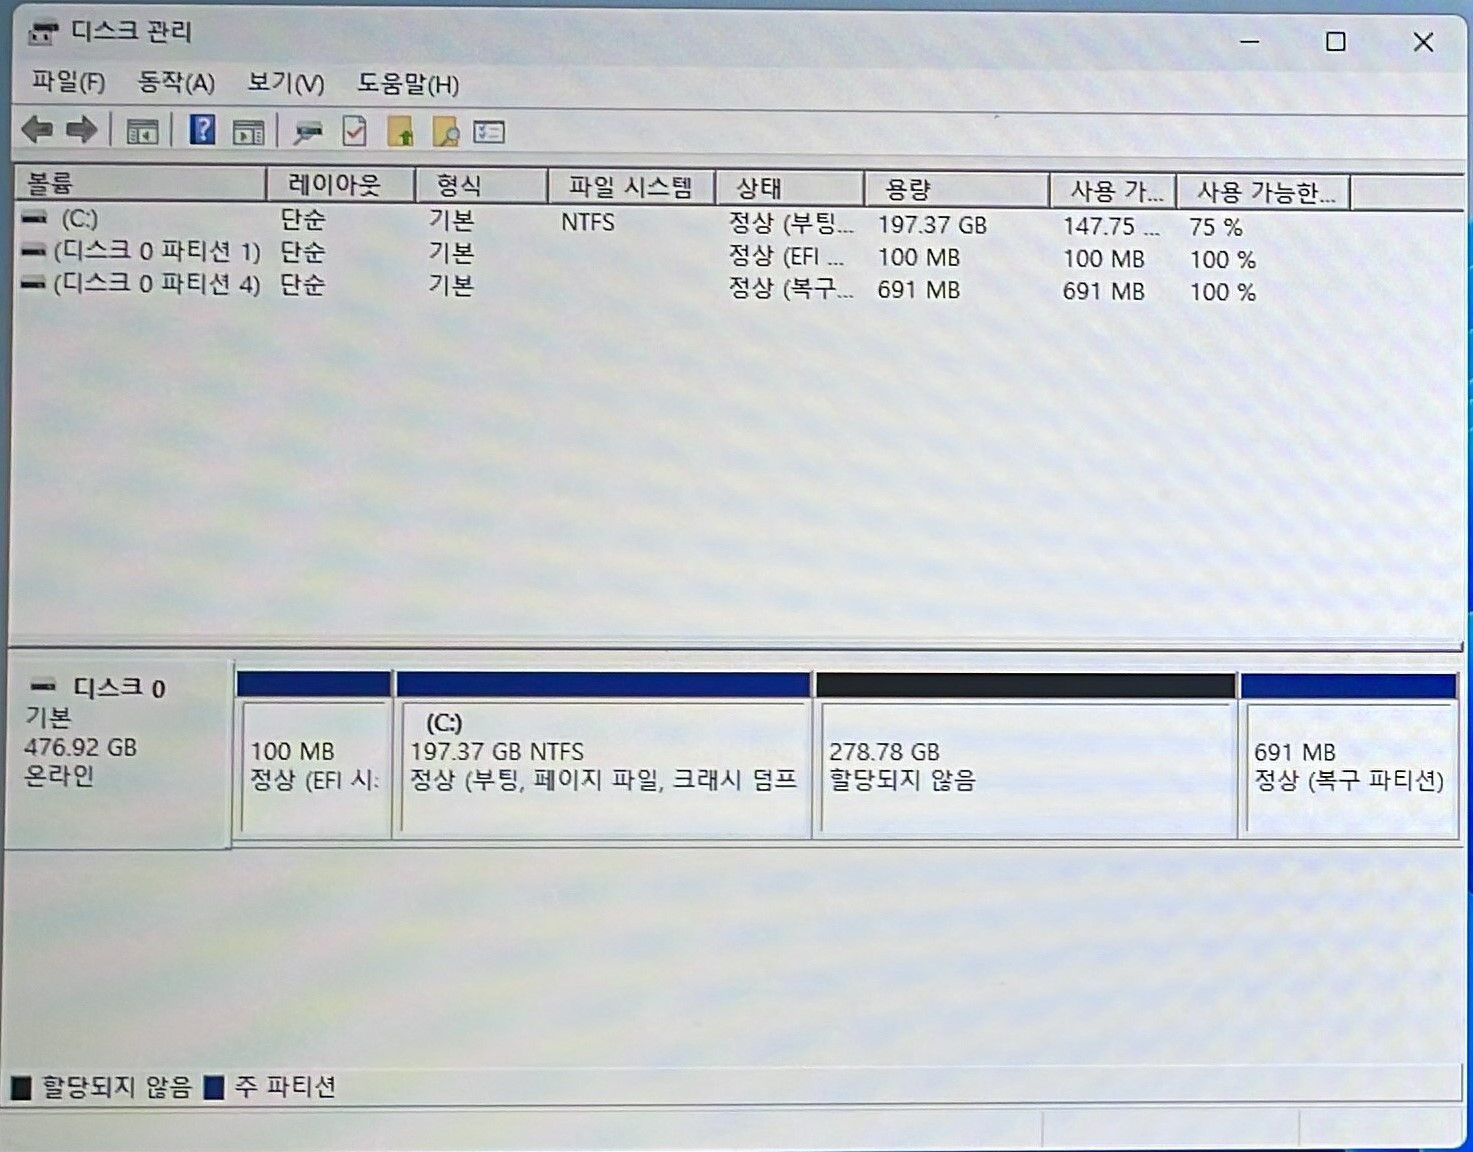 디스크 관리
파일(F) 동작(A) 보기(V) 도움말(H)
볼륨 레이아웃 형식 파일 시스템 상태 용량 사용 가... 사용 가능한...
(C:) 단순 기본 NTFS 정상 (부팅... 197.37 GB 147.75 ... 75 %
(디스크 0 파티션 1) 단순 기본 정상 (EFI ... 100 MB 100 MB 100 %
(디스크 0 파티션 4) 단순 기본 정상 (복구... 691 MB 691 MB 100 %
디스크 0
기본
476.92 GB
온라인
100 MB
정상 (EFI 시:
(C:)
197.37 GB NTFS
정상 (부팅, 페이지 파일, 크래시 덤프
278.78 GB
할당되지 않음
691 MB
정상 (복구 파티션)
할당되지 않음 주 파티션